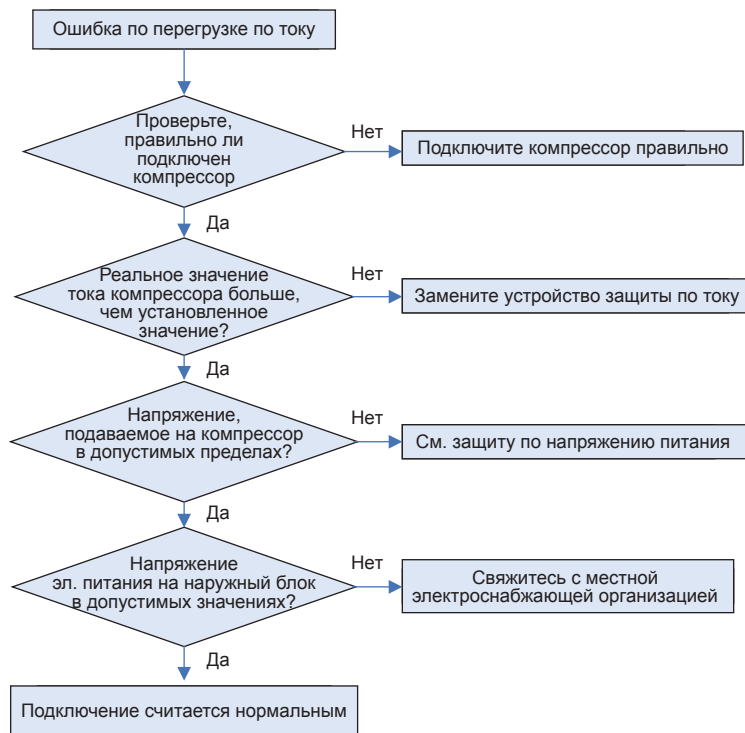 Ошибка по перегрузке по току
Проверьте,
правильно ли
подключен
компрессор
Нет
Подключите компрессор правильно
Да
Реальное значение
тока компрессора больше,
чем установленное
значение?
Нет
Замените устройство защиты по току
Да
Напряжение,
подаваемое на компрессор
в допустимых пределах?
Нет
См. защиту по напряжению питания
Да
Напряжение
эл. питания на наружный блок
в допустимых значениях?
Нет
Свяжитесь с местной
электроснабжающей организацией
Да
Подключение считается нормальным